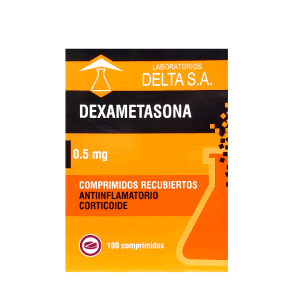 LABORATORIOS
DELTA S.A.
DEXAMETASONA
0.5 mg
COMPRIMIDOS RECUBIERTOS
ANTIINFLAMATORIO
CORTICOIDE
100 comprimidos